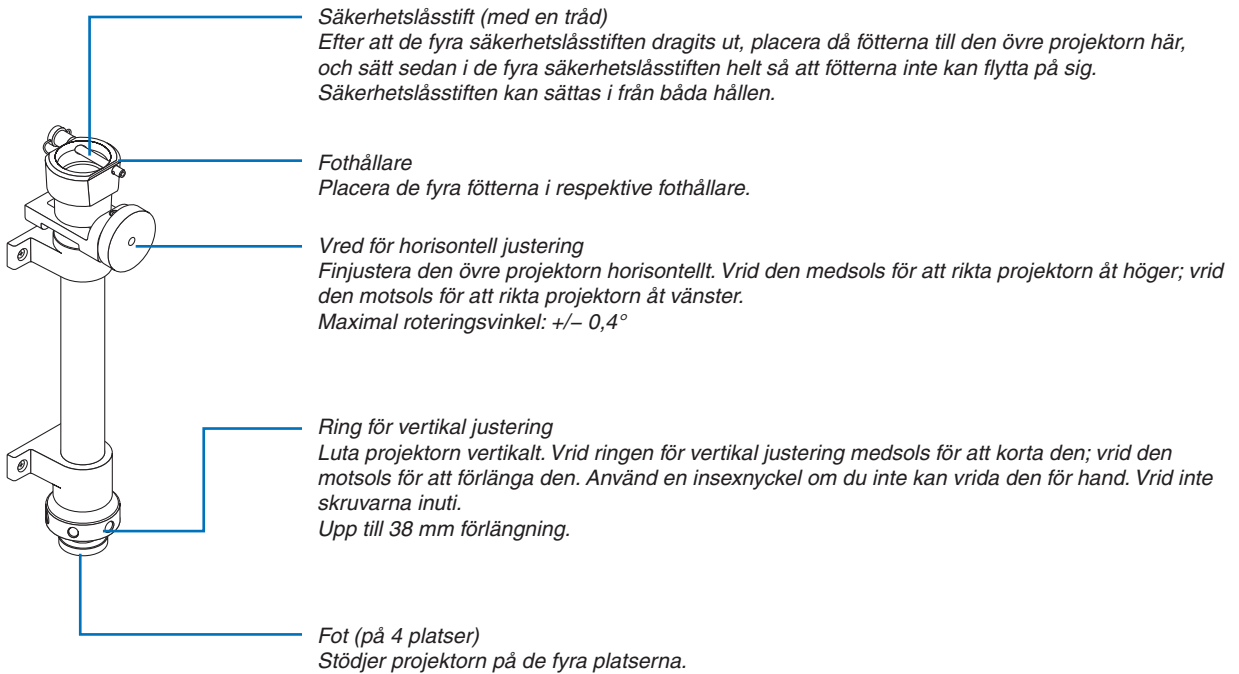 Säkerhetslåsstift (med en tråd)
Efter att de fyra säkerhetslåsstiften dragits ut, placera då fötterna till den övre projektorn här,
och sätt sedan i de fyra säkerhetslåsstiften helt så att fötterna inte kan flytta på sig.
Säkerhetslåsstiften kan sättas i från båda hållen.
Fothållare
Placera de fyra fötterna i respektive fothållare.
Vred för horisontell justering
Finjustera den övre projektorn horisontellt. Vrid den medsols för att rikta projektorn åt höger; vrid
den motsols för att rikta projektorn åt vänster.
Maximal roteringsvinkel: +/− 0,4°
Ring för vertikal justering
Luta projektorn vertikalt. Vrid ringen för vertikal justering medsols för att korta den; vrid den
motsols för att förlänga den. Använd en insexnyckel om du inte kan vrida den för hand. Vrid inte
skruvarna inuti.
Upp till 38 mm förlängning.
Fot (på 4 platser)
Stödjer projektorn på de fyra platserna.